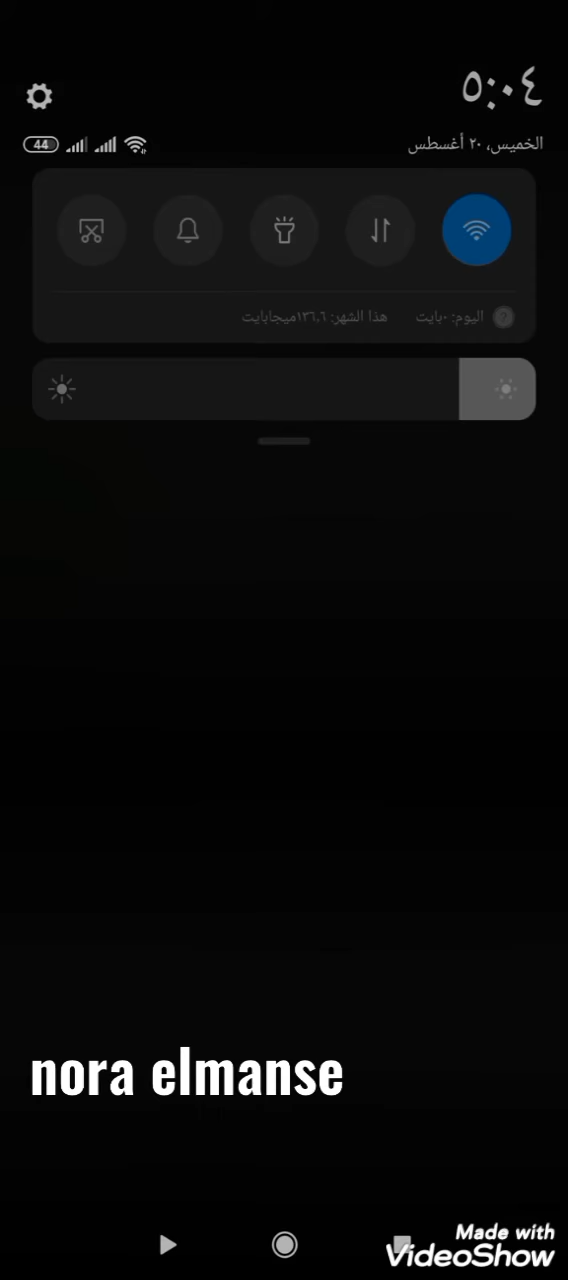 ٥:٠٤
الخميس، ٢٠ أغسطس
44
اليوم: ٠بايت هذا الشهر: ١٣٦,٦ميجابايت
nora elmanse
Made with
VideoShow